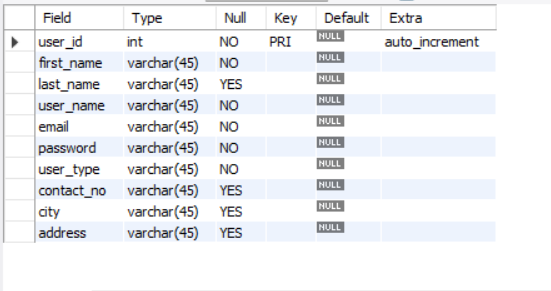 Field Type Null Key Default Extra
user_id int NO PRI NULL auto_increment
first_name varchar(45) NO NULL
last_name varchar(45) YES NULL
user_name varchar(45) NO NULL
email varchar(45) NO NULL
password varchar(45) NO NULL
user_type varchar(45) NO NULL
contact_no varchar(45) YES NULL
city varchar(45) YES NULL
address varchar(45) YES NULL